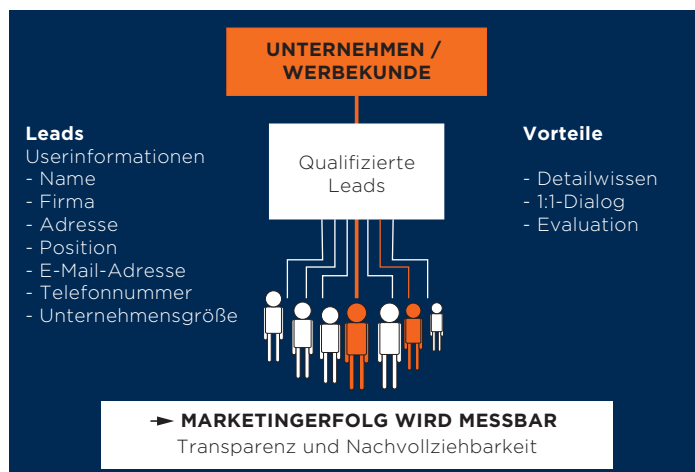 UNTERNEHMEN /
WERBEKUNDE
Leads
Userinformationen
- Name
- Firma
- Adresse
- Position
- E-Mail-Adresse
- Telefonnummer
- Unternehmensgröße
Qualifizierte
Leads
Vorteile
- Detailwissen
- 1:1-Dialog
- Evaluation
MARKETINGERFOLG WIRD MESSBAR
Transparenz und Nachvollziehbarkeit